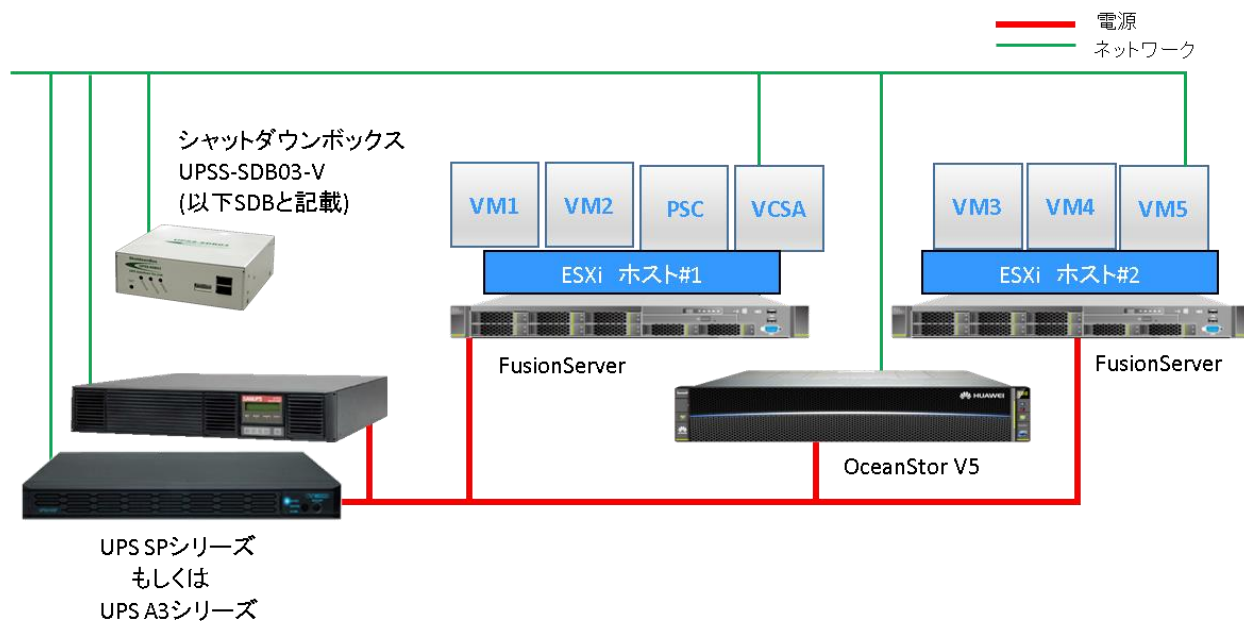 電源
ネットワーク
シャットダウンボックス
UPSS-SDB03-V
(以下SDBと記載)
UPSS-SDB03
VM1
VM2
PSC
VCSA
VM3
VM4
VM5
ESXi ホスト#1
ESXi ホスト#2
FusionServer
FusionServer
HUAWEI
OceanStor V5
UPS SPシリーズ
もしくは
UPS A3シリーズ